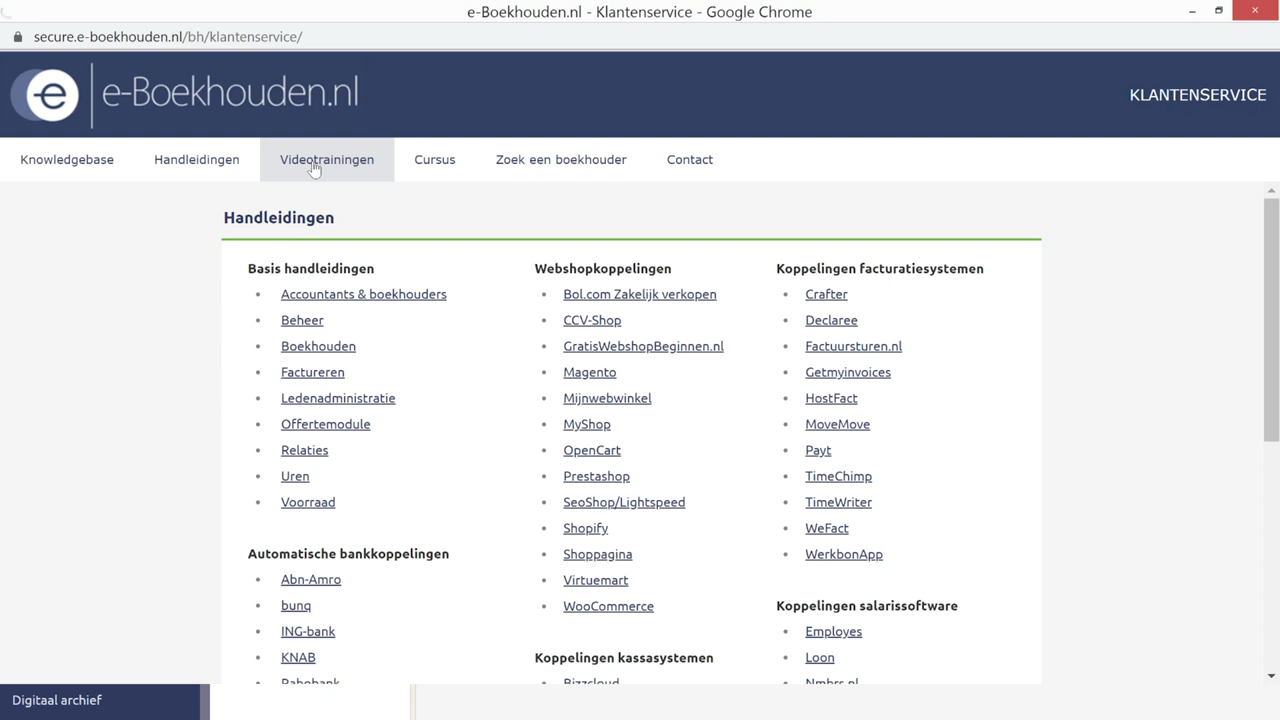 e-Boekhouden.nl - Klantenservice - Google Chrome
secure.e-boekhouden.nl/bh/klantenservice/
e e-Boekhouden.nl
KLANTENSERVICE
Knowledgebase Handleidingen Videotrainingen Cursus Zoek een boekhouder Contact
Handleidingen
Basis handleidingen
Accountants & boekhouders
Beheer
Boekhouden
Factureren
Ledenadministratie
Offertemodule
Relaties
Uren
Voorraad
Automatische bankkoppelingen
Abn-Amro
bunq
ING-bank
KNAB
Rabobank
Webshopkoppelingen
Bol.com Zakelijk verkopen
CCV-Shop
GratisWebshopBeginnen.nl
Magento
Mijnwebwinkel
MyShop
OpenCart
Prestashop
SeoShop/Lightspeed
Shopify
Shoppagina
Virtuemart
WooCommerce
Koppelingen kassasystemen
Bizzcloud
Koppelingen facturatiesystemen
Crafter
Declaree
Factuursturen.nl
Getmyinvoices
HostFact
MoveMove
Payt
TimeChimp
TimeWriter
WeFact
WerkbonApp
Koppelingen salarissoftware
Employes
Loon
Nmbrs.nl
Digitaal archief